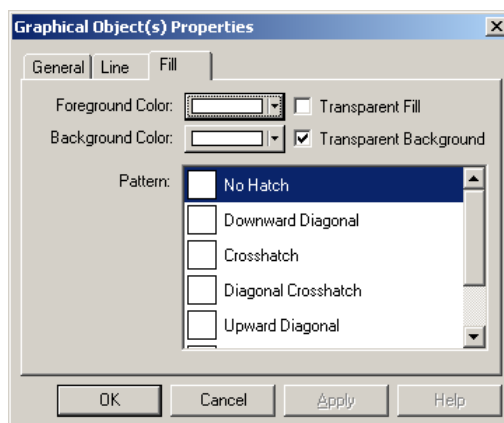 Graphical Object(s) Properties
General Line Fill
Foreground Color: Transparent Fill
Background Color: Transparent Background
Pattern: No Hatch
Downward Diagonal
Crosshatch
Diagonal Crosshatch
Upward Diagonal
OK Cancel Apply Help